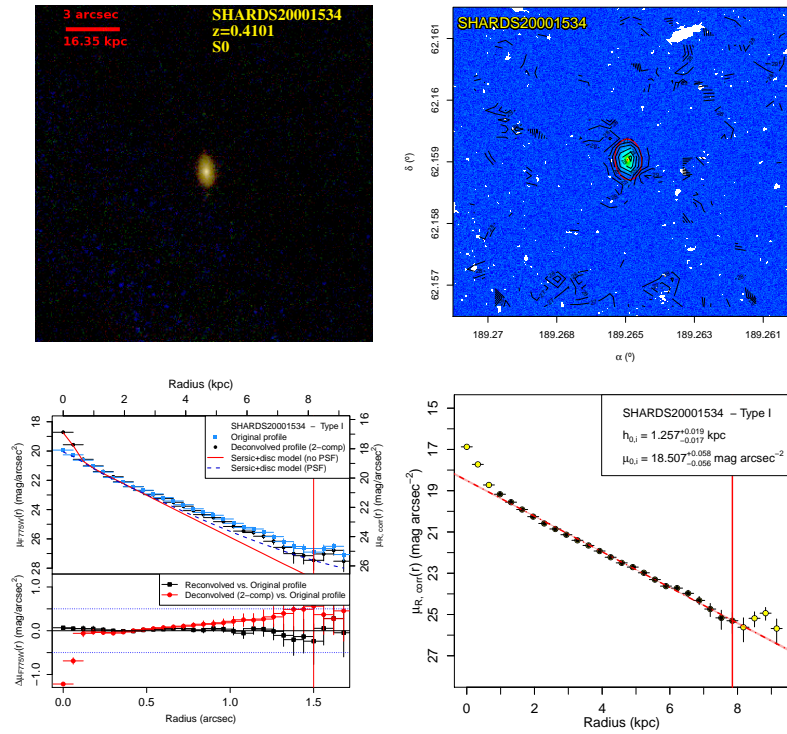 3 arcsec
16.35 kpc
SHARDS20001534
z=0.4101
S0
SHARDS20001534
62.161
62.16
62.159
62.158
62.157
δ (º)
189.27
189.268
189.265
189.263
189.261
α (º)
Radius (kpc)
0 2 4 6 8
SHARDS20001534 − Type I
Original profile
Deconvolved profile (2−comp)
Sersic+disc model (no PSF)
Sersic+disc model (PSF)
18
20
22
24
26
28
μF775W(r) (mag/arcsec²)
16
18
20
22
24
26
μR, corr(r) (mag/arcsec²)
Reconvolved vs. Original profile
Deconvolved (2−comp) vs. Original profile
1.0
0.0
−1.0
ΔμF775W(r) (mag/arcsec²)
0.0 0.5 1.0 1.5
Radius (arcsec)
SHARDS20001534 − Type I
h0,i = 1.257 +0.019 −0.017 kpc
μ0,i = 18.507 +0.058 −0.056 mag arcsec−2
15
17
19
21
23
25
27
μR, corr(r) (mag arcsec−2)
0 2 4 6 8
Radius (kpc)